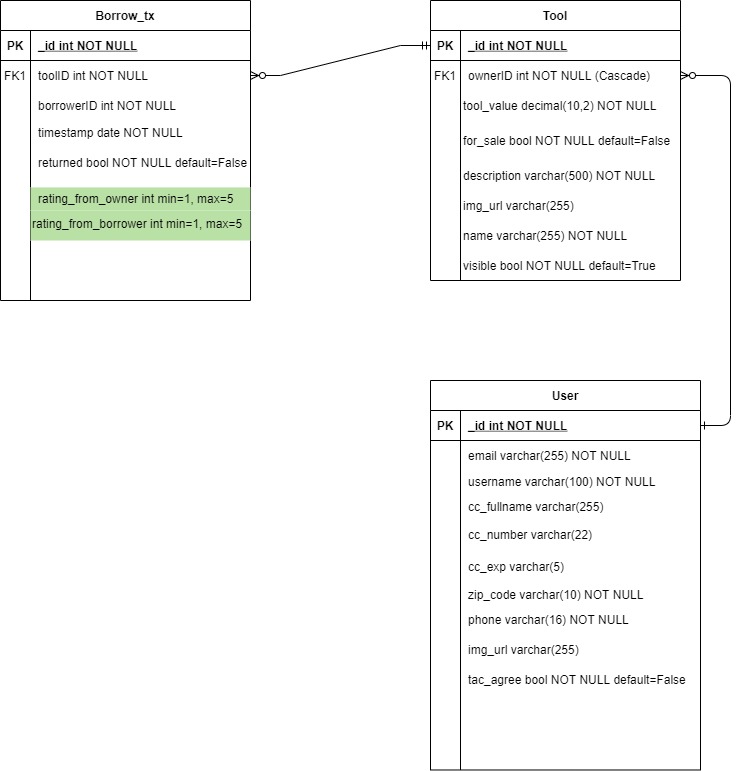 Borrow_tx
PK _id int NOT NULL
FK1 toolID int NOT NULL
borrowerID int NOT NULL
timestamp date NOT NULL
returned bool NOT NULL default=False
rating_from_owner int min=1, max=5
rating_from_borrower int min=1, max=5
Tool
PK _id int NOT NULL
FK1 ownerID int NOT NULL (Cascade)
tool_value decimal(10,2) NOT NULL
for_sale bool NOT NULL default=False
description varchar(500) NOT NULL
img_url varchar(255)
name varchar(255) NOT NULL
visible bool NOT NULL default=True
User
PK _id int NOT NULL
email varchar(255) NOT NULL
username varchar(100) NOT NULL
cc_fullname varchar(255)
cc_number varchar(22)
cc_exp varchar(5)
zip_code varchar(10) NOT NULL
phone varchar(16) NOT NULL
img_url varchar(255)
tac_agree bool NOT NULL default=False